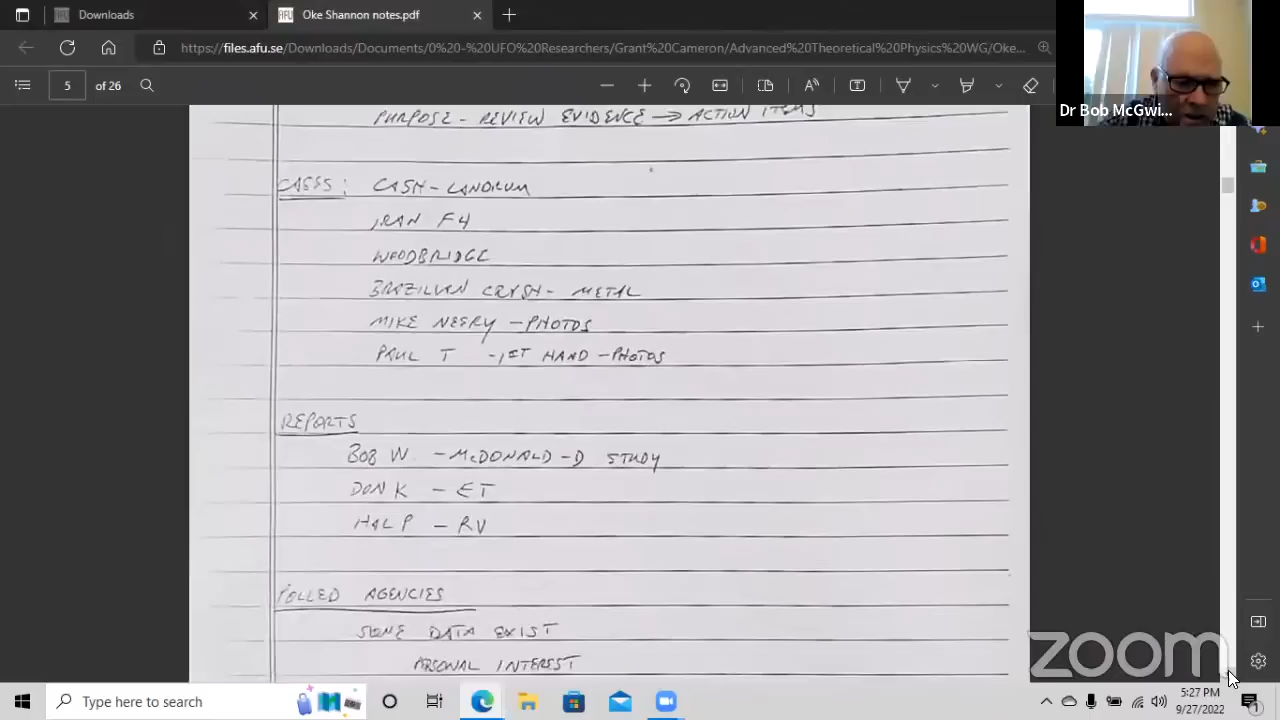 Downloads
Oke Shannon notes.pdf
https://files.afu.se/Downloads/Documents/0%20-%20UFO%20Researchers/Grant%20Cameron/Advanced%20Theoretical%20Physics%20WG/Oke...
5 of 26
Dr Bob McGwi...
PURPOSE - REVIEW EVIDENCE → ACTION ITEMS
CASES: CASH-LANDRUM
IRAN F4
WOODBRIDGE
BRAZILIAN CRASH - METAL
MIKE NEERY - PHOTOS
PAUL T - 1ST HAND - PHOTOS
REPORTS
BOB W - McDONALD-D STUDY
DON K - ET
HAL P - RV
POLLED AGENCIES
SOME DATA EXIST
PERSONAL INTEREST
zoom
Type here to search
5:27 PM
9/27/2022
1